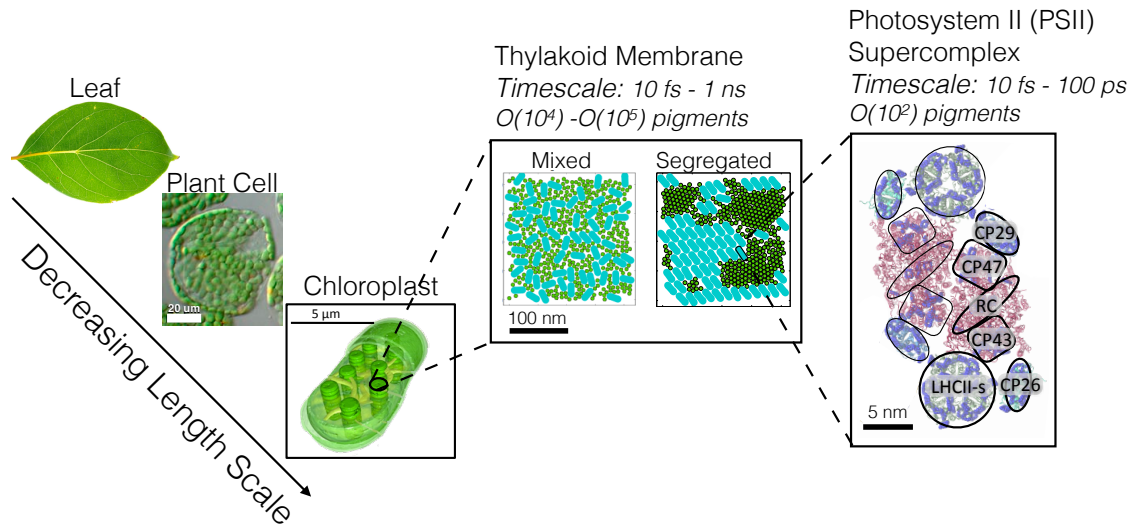 Leaf
Plant Cell
20 um
Decreasing Length Scale
Chloroplast
5 µm
Thylakoid Membrane
Timescale: 10 fs - 1 ns
O(10⁴) -O(10⁵) pigments
Mixed
Segregated
100 nm
Photosystem II (PSII)
Supercomplex
Timescale: 10 fs - 100 ps
O(10²) pigments
CP29
CP47
RC
CP43
LHCII-s
CP26
5 nm